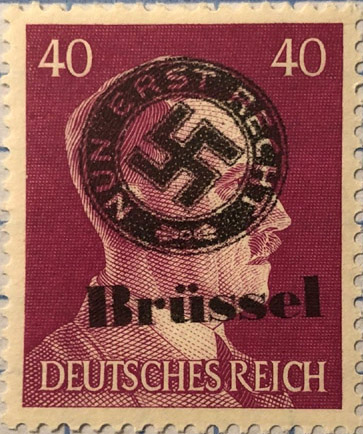 40 40
NUN ERST RECHT
Brüssel
DEUTSCHES REICH